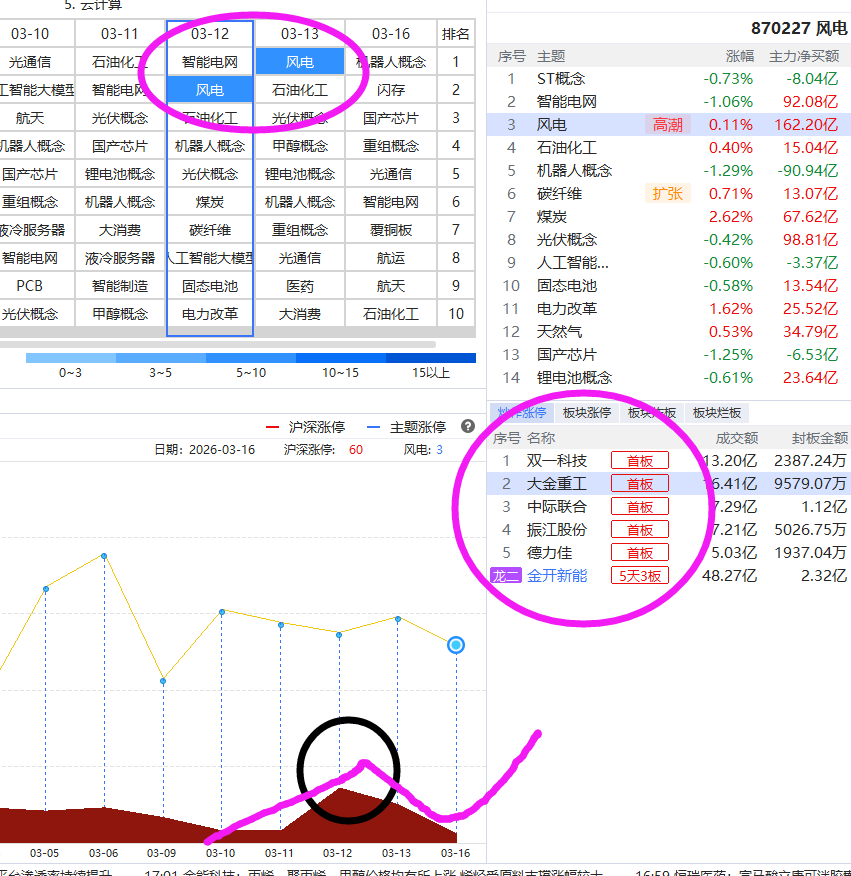 5. 云计算
03-10 03-11 03-12 03-13 03-16 排名
光通信 石油化工 智能电网 风电 机器人概念 1
工智能大模型 智能电网 风电 石油化工 闪存 2
航天 光伏概念 石油化工 光伏概念 国产芯片 3
机器人概念 国产芯片 机器人概念 甲醇概念 重组概念 4
国产芯片 锂电池概念 光伏概念 锂电池概念 光通信 5
重组概念 机器人概念 煤炭 机器人概念 智能电网 6
液冷服务器 大消费 碳纤维 重组概念 覆铜板 7
智能电网 液冷服务器 人工智能大模型 光通信 航运 8
PCB 智能制造 固态电池 医药 航天 9
光伏概念 甲醇概念 电力改革 大消费 石油化工 10
0~3 3~5 5~10 10~15 15以上
沪深涨停 主题涨停 ?
日期: 2026-03-16 沪深涨停: 60 风电: 3
03-05 03-06 03-09 03-10 03-11 03-12 03-13 03-16
870227 风电
序号 主题 涨幅 主力净买额
1 ST概念 -0.73% -8.04亿
2 智能电网 -1.06% 92.08亿
3 风电 高潮 0.11% 162.20亿
4 石油化工 0.40% 15.04亿
5 机器人概念 -1.29% -90.94亿
6 碳纤维 扩张 0.71% 13.07亿
7 煤炭 2.62% 67.62亿
8 光伏概念 -0.42% 98.81亿
9 人工智能... -0.60% -3.37亿
10 固态电池 -0.58% 13.54亿
11 电力改革 1.62% 25.52亿
12 天然气 0.53% 34.79亿
13 国产芯片 -1.25% -6.53亿
14 锂电池概念 -0.61% 23.64亿
炒作涨停 板块涨停 板块炸板 板块烂板
序号 名称 成交额 封板金额
1 双一科技 首板 13.20亿 2387.24万
2 大金重工 首板 6.41亿 9579.07万
3 中际联合 首板 7.29亿 1.12亿
4 振江股份 首板 7.21亿 5026.75万
5 德力佳 首板 5.03亿 1937.04万
龙二 金开新能 5天3板 48.27亿 2.32亿